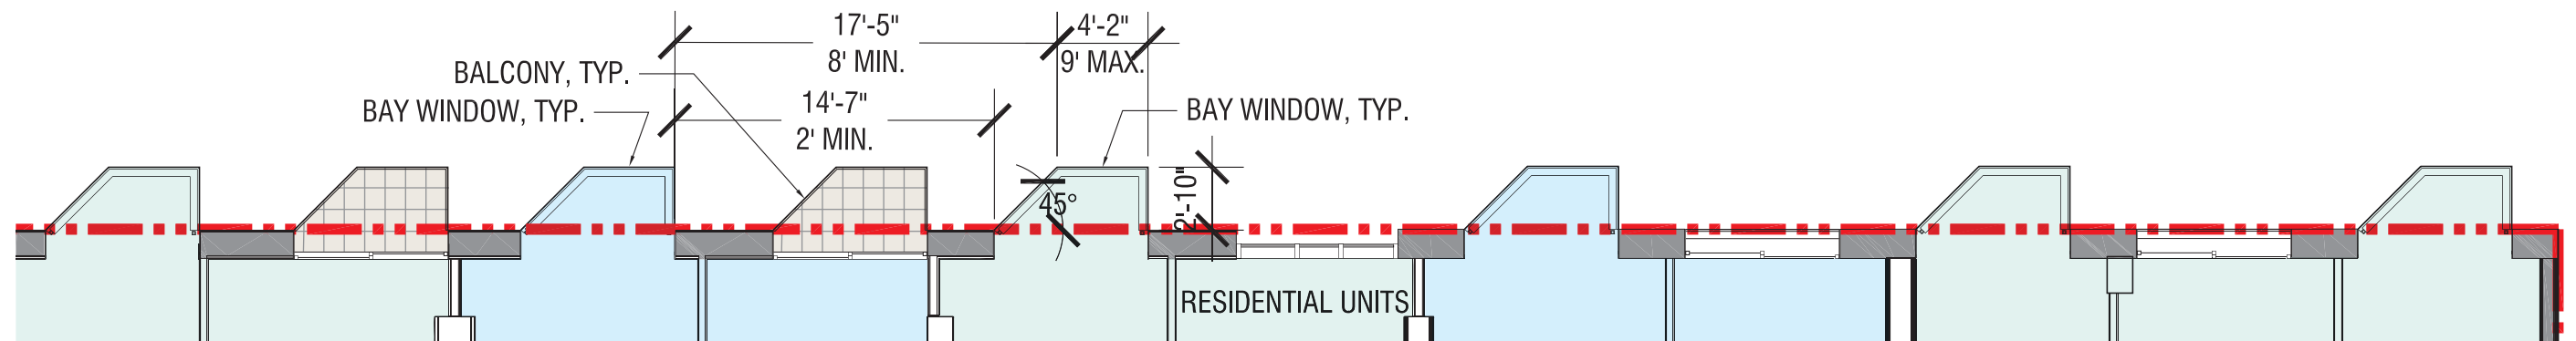 17'-5"
8' MIN.
4'-2"
9' MAX.
BALCONY, TYP.
BAY WINDOW, TYP.
14'-7"
2' MIN.
BAY WINDOW, TYP.
45°
2'-10"
RESIDENTIAL UNITS